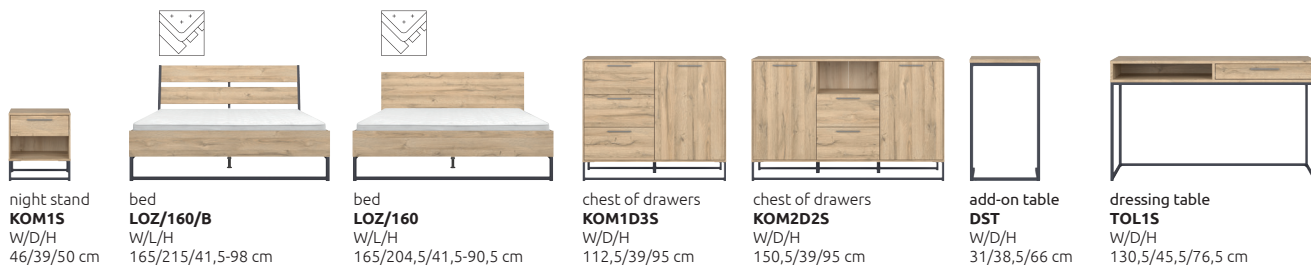 night stand
KOM1S
W/D/H
46/39/50 cm
bed
LOZ/160/B
W/L/H
165/215/41,5-98 cm
bed
LOZ/160
W/L/H
165/204,5/41,5-90,5 cm
chest of drawers
KOM1D3S
W/D/H
112,5/39/95 cm
chest of drawers
KOM2D2S
W/D/H
150,5/39/95 cm
add-on table
DST
W/D/H
31/38,5/66 cm
dressing table
TOL1S
W/D/H
130,5/45,5/76,5 cm